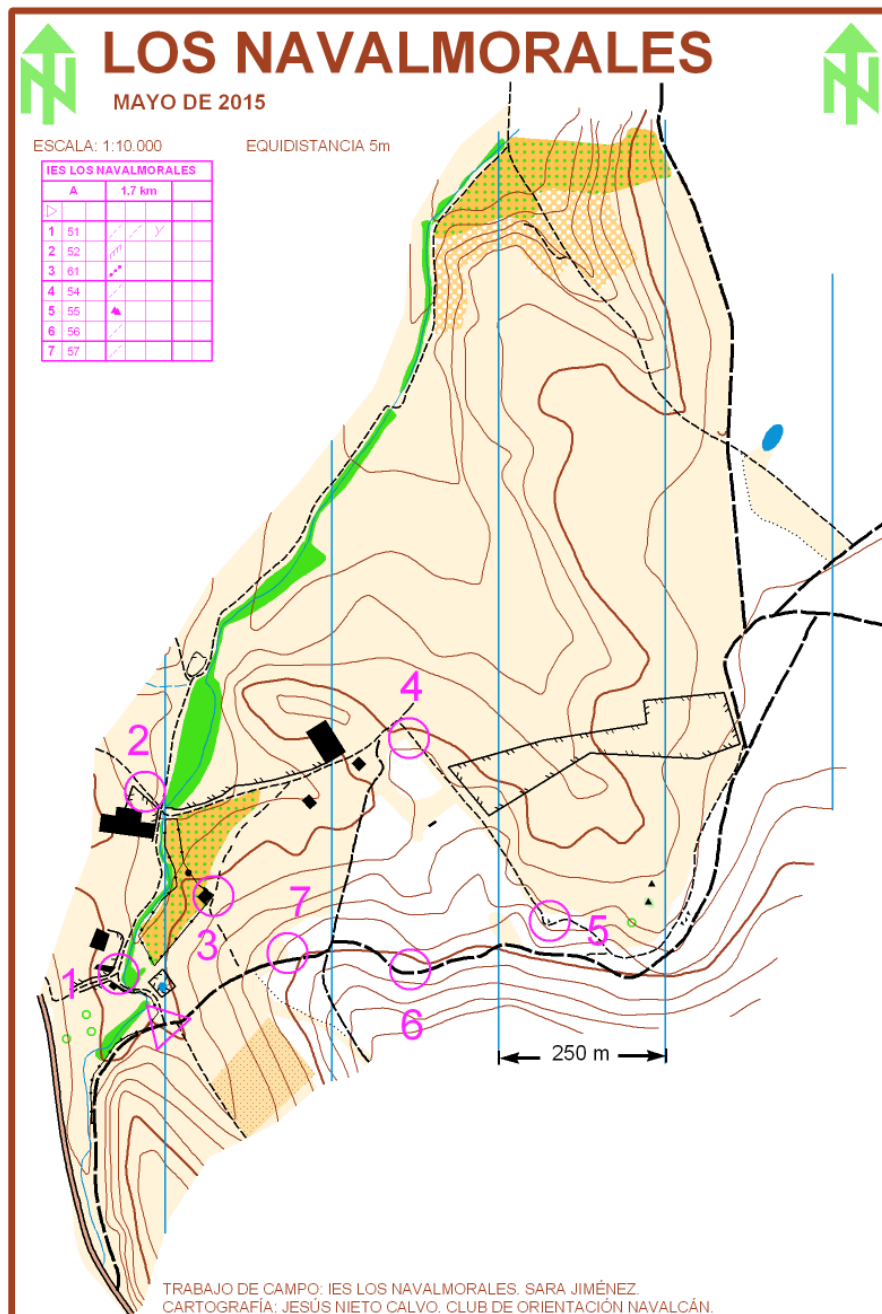 LOS NAVALMORALES
MAYO DE 2015
ESCALA: 1:10.000 EQUIDISTANCIA 5m
IES LOS NAVALMORALES
A 1.7 km
1 51
2 52
3 61
4 54
5 55
6 56
7 57
4
2
7
3
5
1
6
250 m
TRABAJO DE CAMPO: IES LOS NAVALMORALES. SARA JIMÉNEZ.
CARTOGRAFÍA: JESÚS NIETO CALVO. CLUB DE ORIENTACIÓN NAVALCÁN.